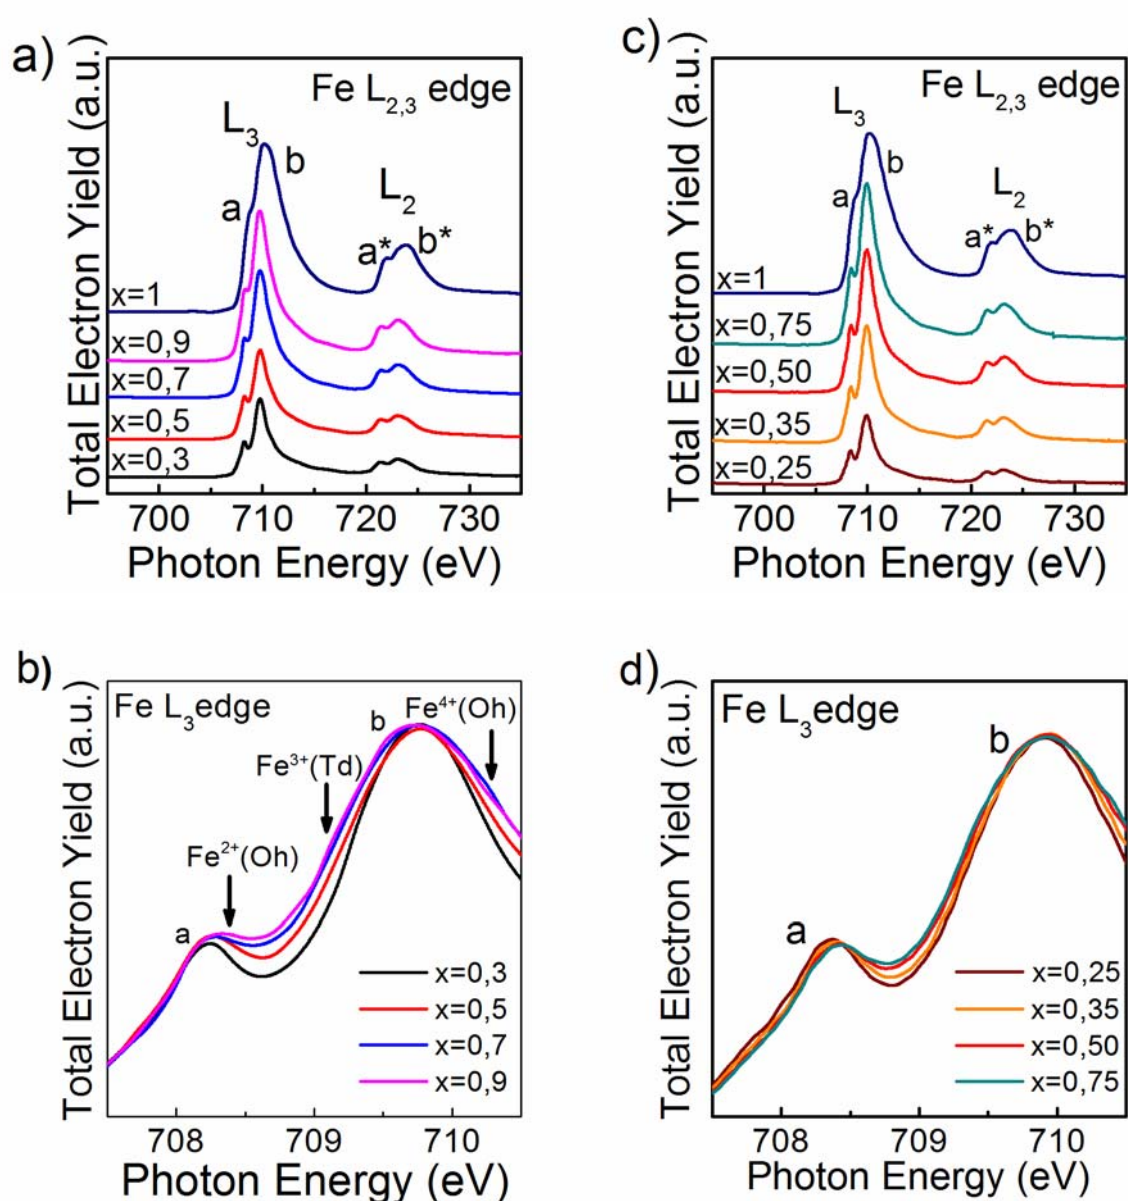 a)
Total Electron Yield (a.u.)
Fe L2,3 edge
L3
b
a
L2
a*
b*
x=1
x=0,9
x=0,7
x=0,5
x=0,3
700 710 720 730
Photon Energy (eV)
c)
Total Electron Yield (a.u.)
Fe L2,3 edge
L3
b
a
L2
a*
b*
x=1
x=0,75
x=0,50
x=0,35
x=0,25
700 710 720 730
Photon Energy (eV)
b)
Total Electron Yield (a.u.)
Fe L3edge
b
Fe4+(Oh)
Fe3+(Td)
Fe2+(Oh)
a
x=0,3
x=0,5
x=0,7
x=0,9
708 709 710
Photon Energy (eV)
d)
Total Electron Yield (a.u.)
Fe L3edge
b
a
x=0,25
x=0,35
x=0,50
x=0,75
708 709 710
Photon Energy (eV)